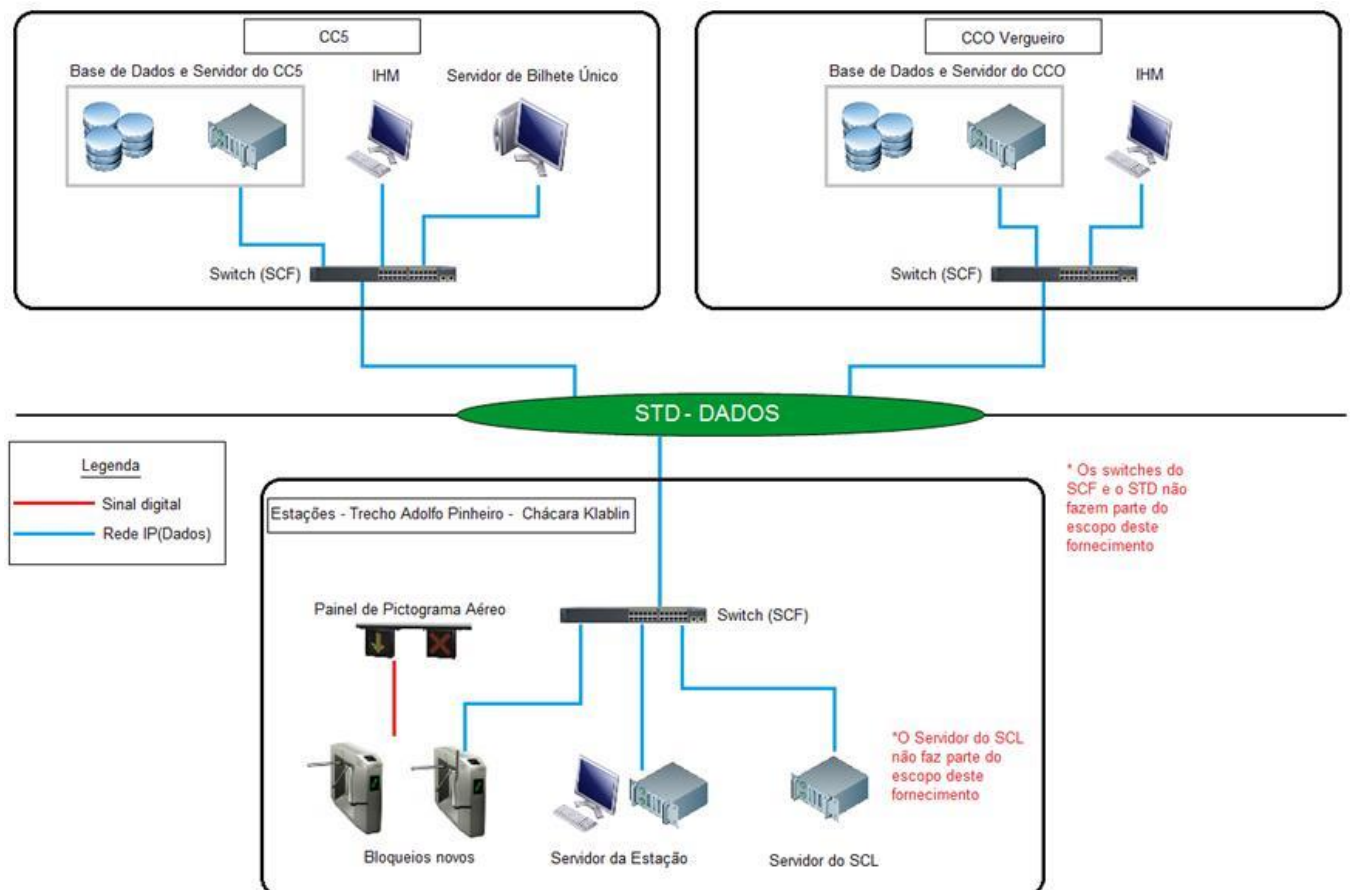 CC5
Base de Dados e Servidor do CC5
IHM
Servidor de Bilhete Único
Switch (SCF)
CCO Vergueiro
Base de Dados e Servidor do CCO
IHM
Switch (SCF)
STD - DADOS
Legenda
Sinal digital
Rede IP(Dados)
* Os switches do
SCF e o STD não
fazem parte do
escopo deste
fornecimento
Estações - Trecho Adolfo Pinheiro - Chácara Klablin
Painel de Pictograma Aéreo
Switch (SCF)
*O Servidor do SCL
não faz parte do
escopo deste
fornecimento
Bloqueios novos
Servidor da Estação
Servidor do SCL